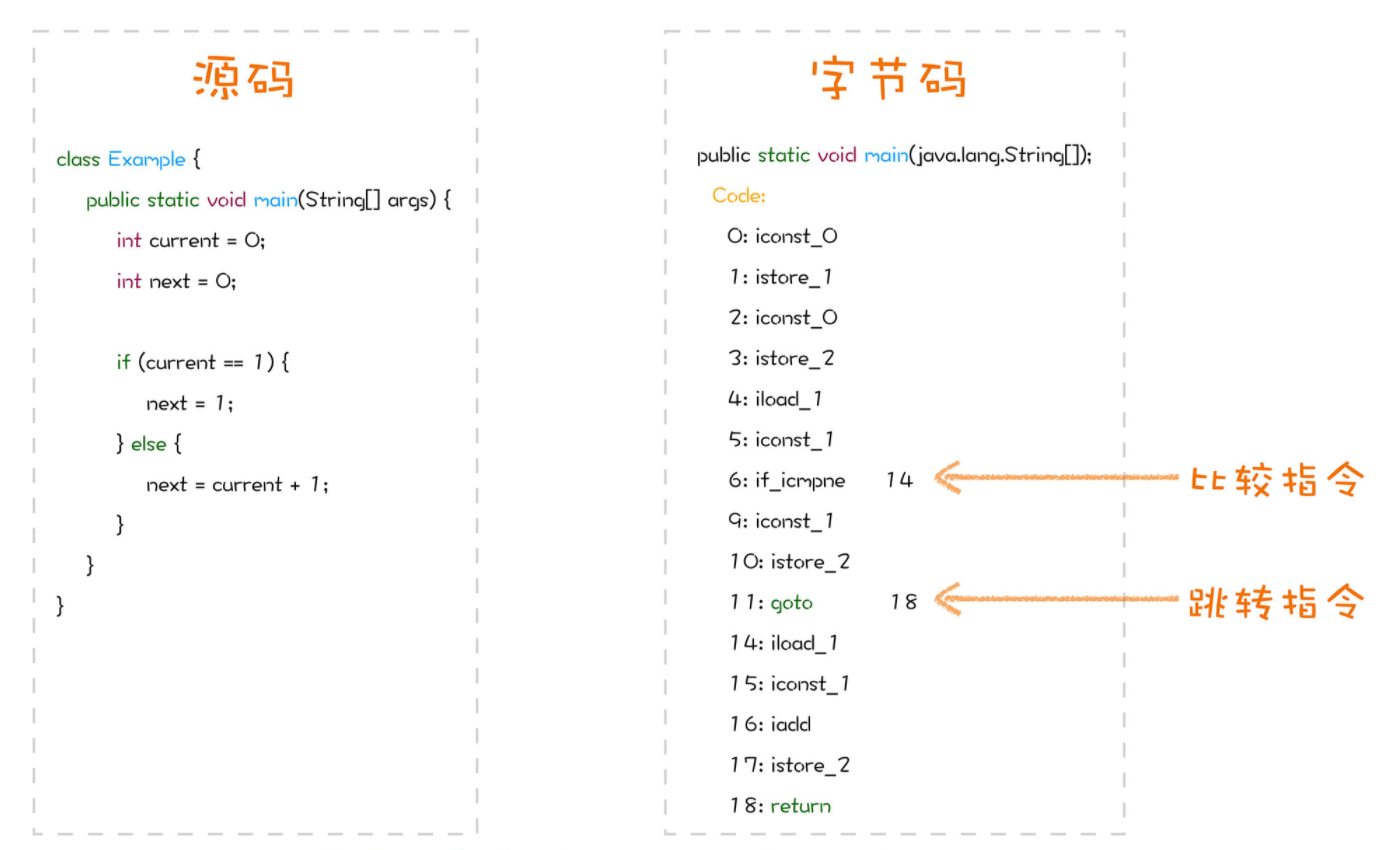 源码
class Example {
public static void main(String[] args) {
int current = 0;
int next = 0;
if (current == 1) {
next = 1;
} else {
next = current + 1;
}
}
}
字节码
public static void main(java.lang.String[]);
Code:
0: iconst_0
1: istore_1
2: iconst_0
3: istore_2
4: iload_1
5: iconst_1
6: if_icmpne 14
9: iconst_1
10: istore_2
11: goto 18
14: iload_1
15: iconst_1
16: iadd
17: istore_2
18: return
比较指令
跳转指令